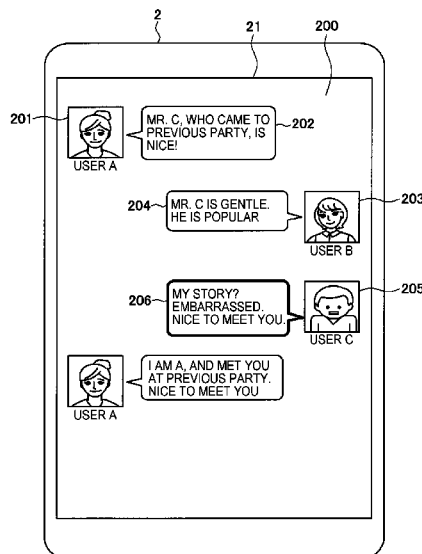 2
21
200
201
MR. C, WHO CAME TO
PREVIOUS PARTY, IS
NICE!
202
USER A
204
MR. C IS GENTLE.
HE IS POPULAR
203
USER B
206
MY STORY?
EMBARRASSED.
NICE TO MEET YOU.
205
USER C
I AM A, AND MET YOU
AT PREVIOUS PARTY.
NICE TO MEET YOU
USER A